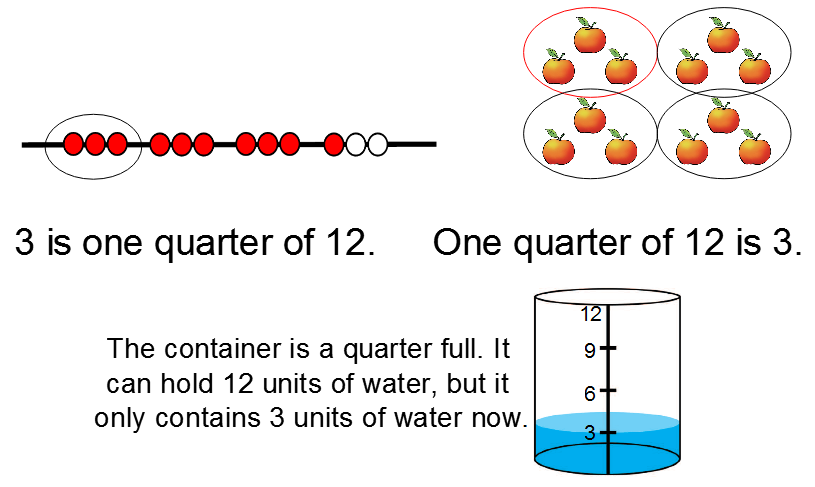 3 is one quarter of 12.
One quarter of 12 is 3.
The container is a quarter full. It
can hold 12 units of water, but it
only contains 3 units of water now.
12
9
6
3